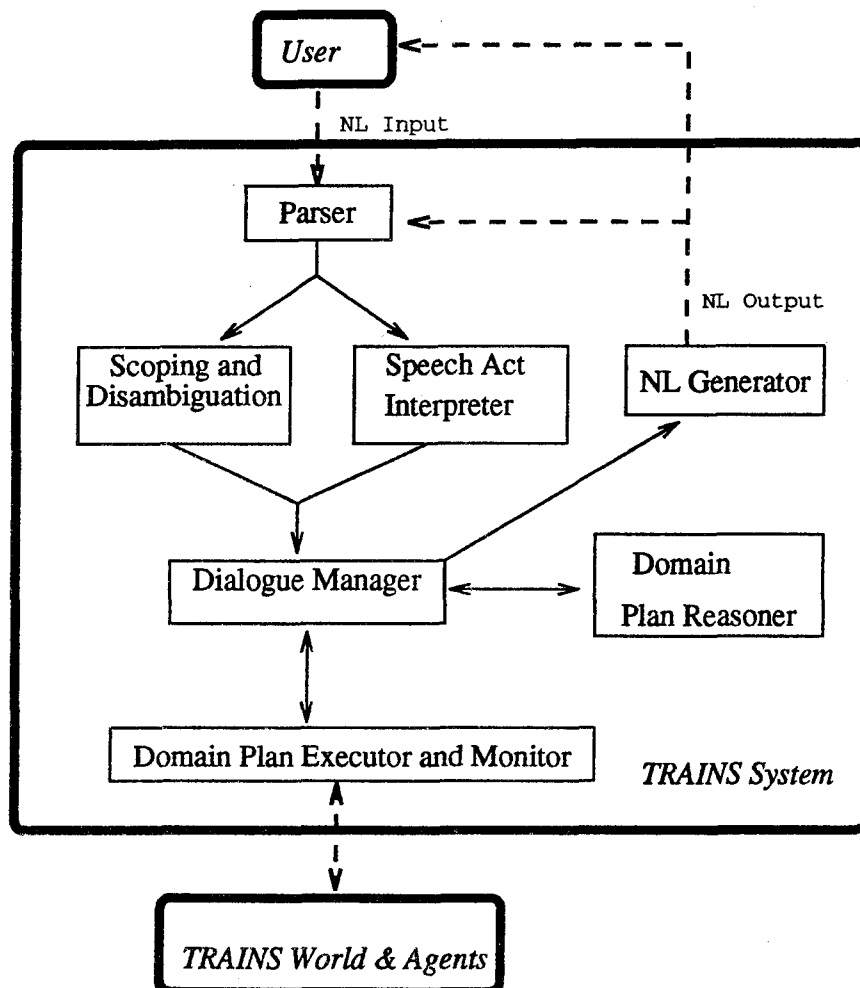 User
NL Input
Parser
NL Output
Scoping and
Disambiguation
Speech Act
Interpreter
NL Generator
Dialogue Manager
Domain
Plan Reasoner
Domain Plan Executor and Monitor
TRAINS System
TRAINS World & Agents